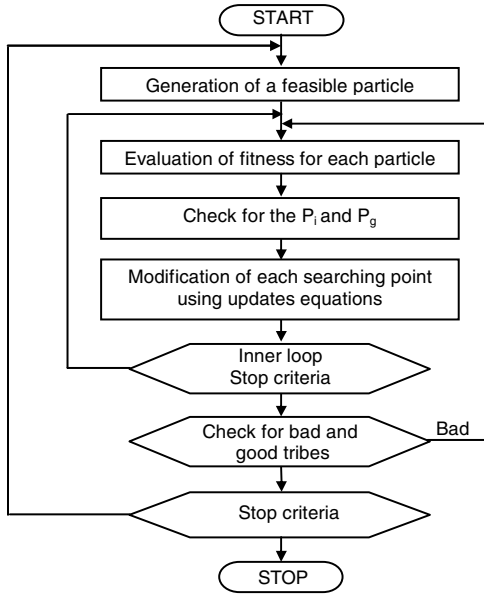 START
Generation of a feasible particle
Evaluation of fitness for each particle
Check for the Pi and Pg
Modification of each searching point
using updates equations
Inner loop
Stop criteria
Check for bad and
good tribes
Bad
Stop criteria
STOP